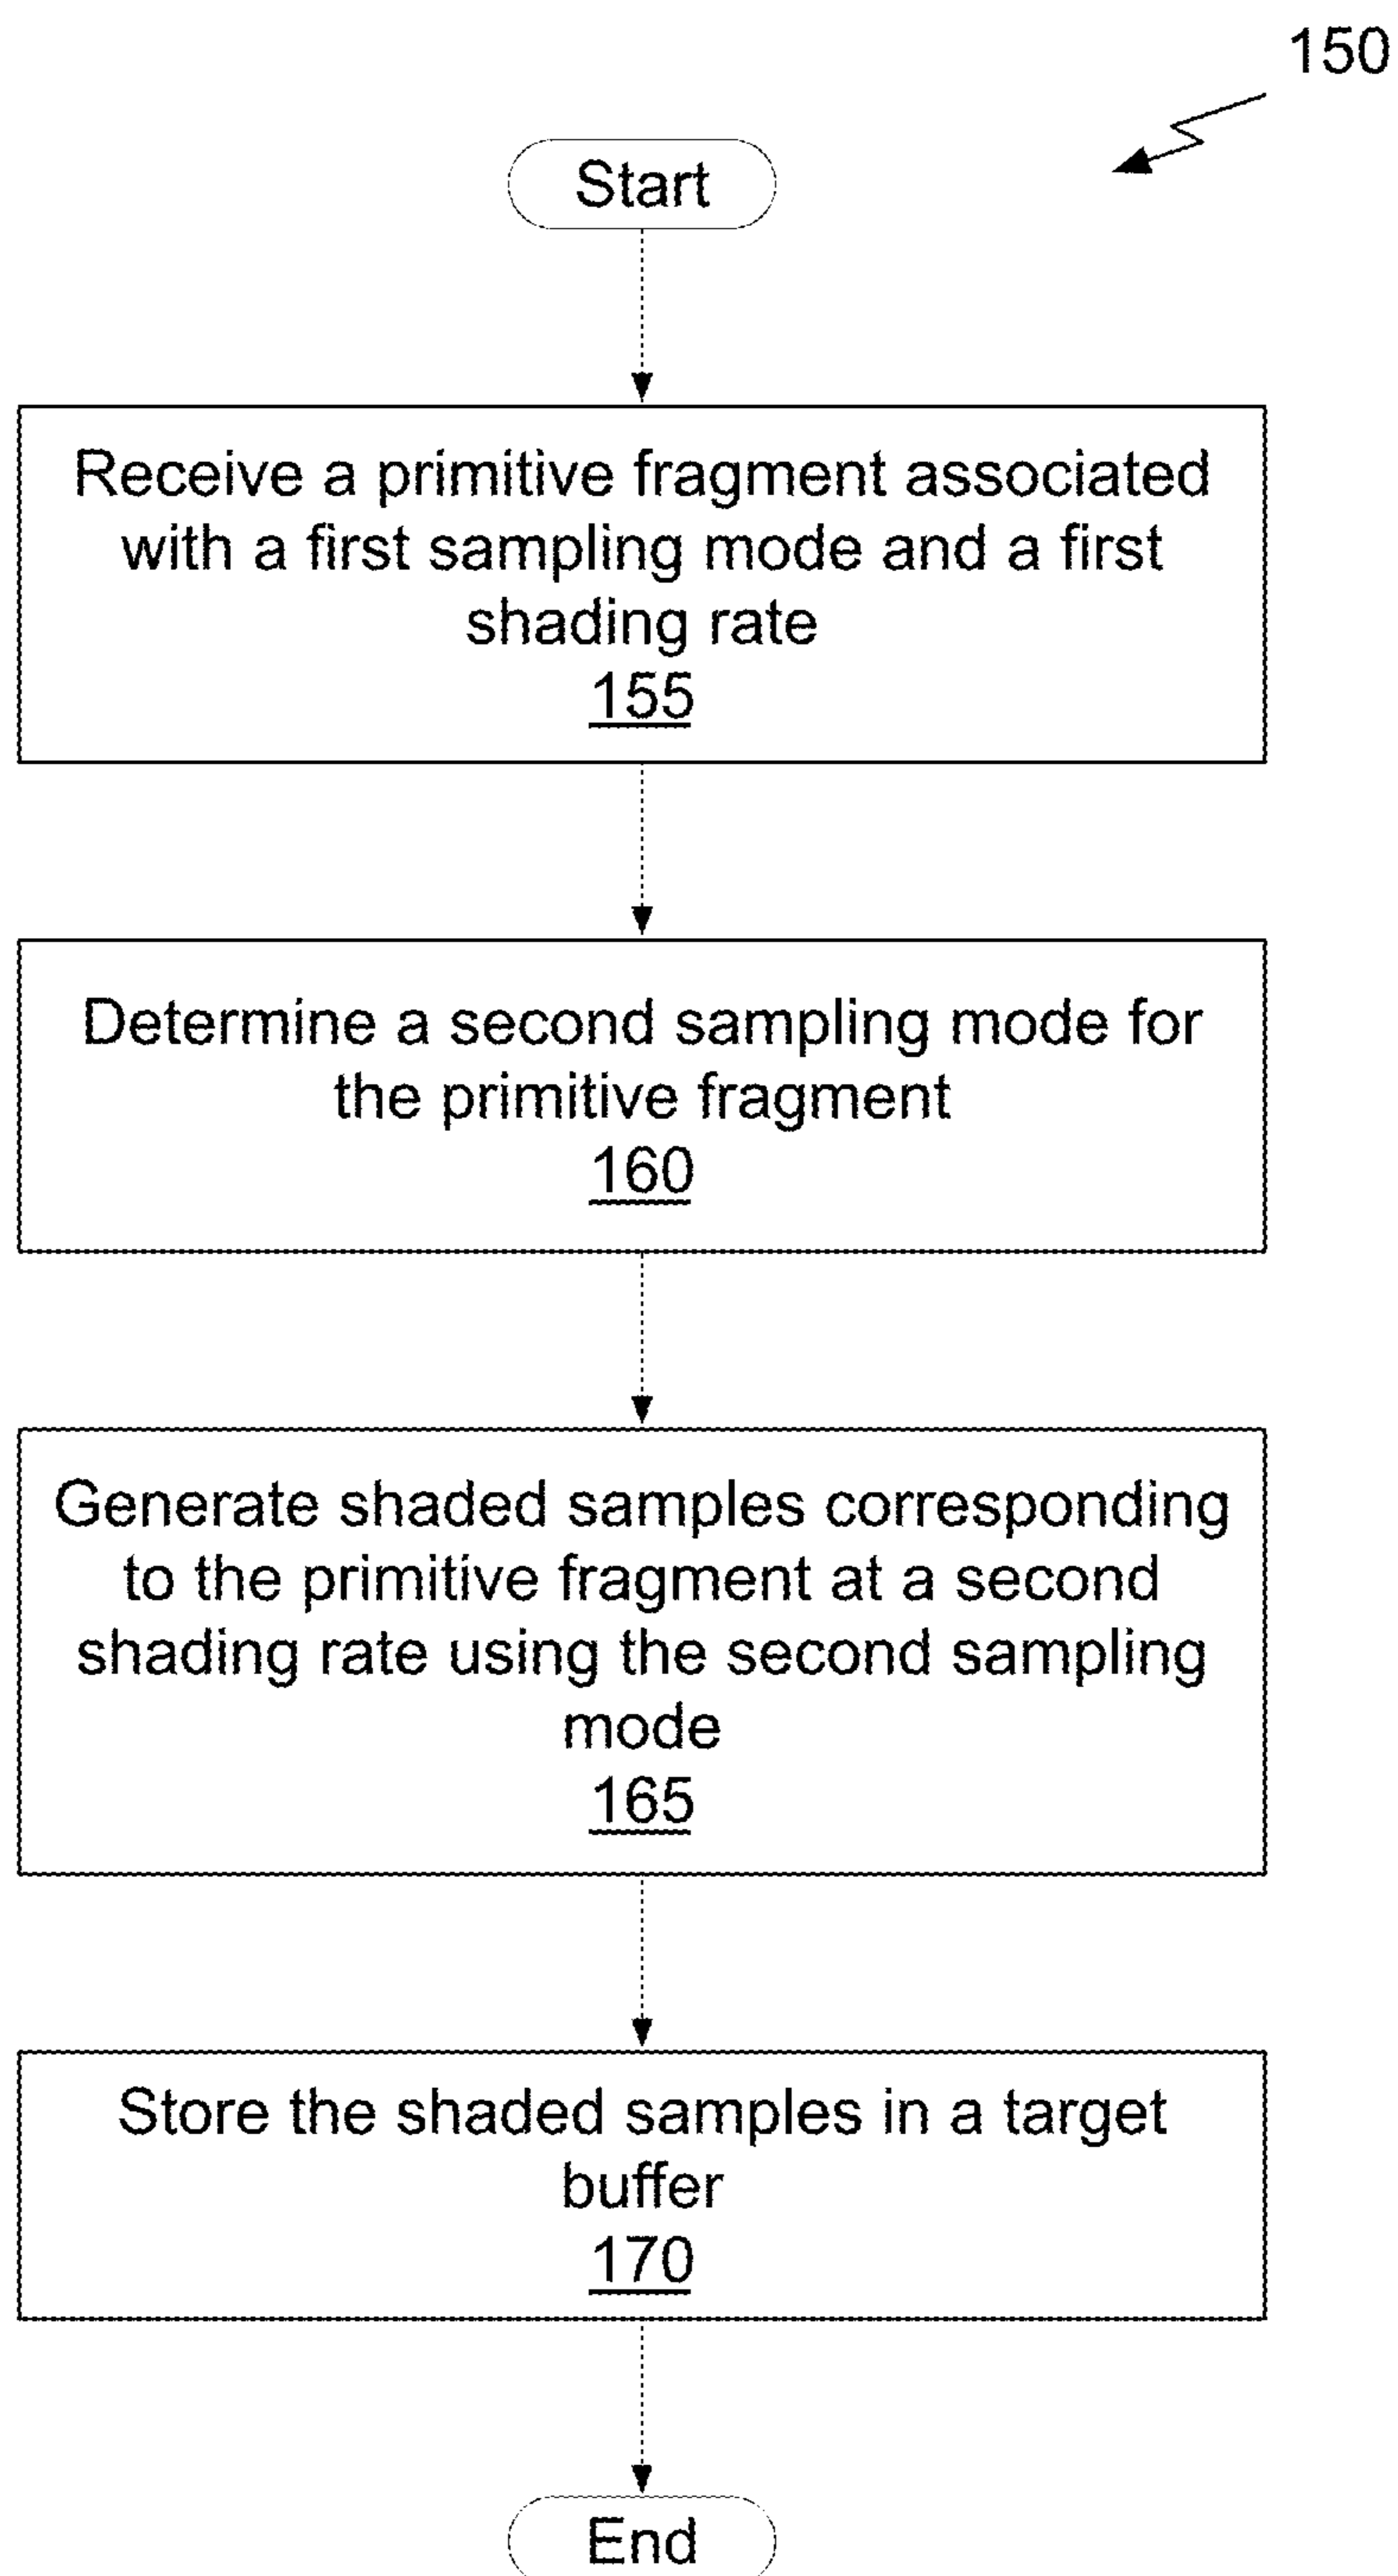 150
Start
Receive a primitive fragment associated
with a first sampling mode and a first
shading rate
155
Determine a second sampling mode for
the primitive fragment
160
Generate shaded samples corresponding
to the primitive fragment at a second
shading rate using the second sampling
mode
165
Store the shaded samples in a target
buffer
170
End